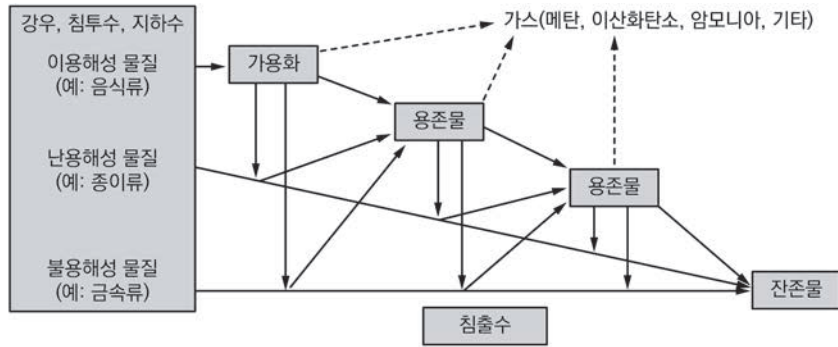 강우, 침투수, 지하수
이용해성 물질
(예: 음식류)
난용해성 물질
(예: 종이류)
불용해성 물질
(예: 금속류)
가스(메탄, 이산화탄소, 암모니아, 기타)
가용화
용존물
용존물
잔존물
침출수